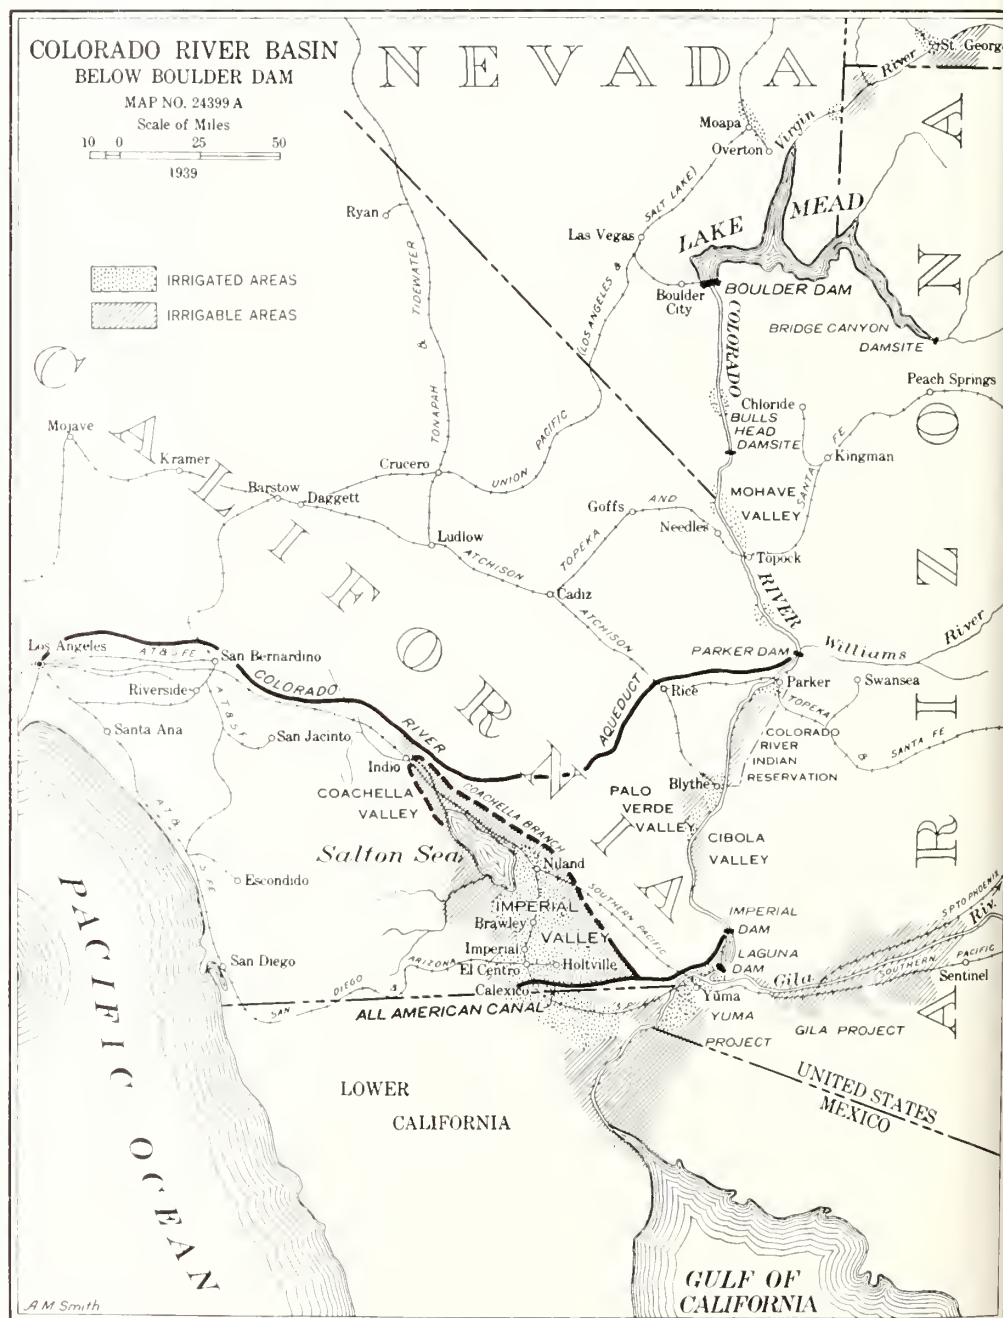 COLORADO RIVER BASIN
BELOW BOULDER DAM
MAP NO. 24399 A
Scale of Miles
10 0 25 50
1939
IRRIGATED AREAS
IRRIGABLE AREAS
NEVADA
CALIFORNIA
ARIZONA
St. George
Virgin River
Moapa
Overton
LAKE MEAD
Las Vegas
Boulder
City
BOULDER DAM
BRIDGE CANYON
DAMSITE
Peach Springs
Ryan
TONAPAH & TIDEWATER
UNION PACIFIC
(LOS ANGELES & SALT LAKE)
COLORADO
RIVER
Chloride
BULLS
HEAD
DAMSITE
Kingman
MOHAVE
VALLEY
Mojave
Kramer
Barstow
Daggett
Crucero
Ludlow
Goffs
Needles
Topock
Cadiz
ATCHISON
TOPEKA
AND
SANTA FE
ATCHISON
Los Angeles
A T & S FE
San Bernardino
Riverside
A T & S F
Santa Ana
San Jacinto
COLORADO
RIVER
AQUEDUCT
PARKER DAM
Williams River
Rice
Parker
Swansea
TOPEKA
& SANTA FE
COLORADO
RIVER
INDIAN
RESERVATION
Indio
COACHELLA
VALLEY
COACHELLA BRANCH
Blythe
PALO
VERDE
VALLEY
CIBOLA
VALLEY
Salton Sea
Niland
SOUTHERN PACIFIC
A T &
S FE
Escondido
IMPERIAL
VALLEY
Brawley
Imperial
El Centro
Holtville
Calexico
IMPERIAL
DAM
LAGUNA
DAM
S P TO PHOENIX
Gila Riv.
SOUTHERN PACIFIC
Sentinel
San Diego
SAN DIEGO & ARIZONA
ALL AMERICAN CANAL
S.P.
Yuma
YUMA
PROJECT
GILA PROJECT
UNITED STATES
MEXICO
LOWER
CALIFORNIA
PACIFIC OCEAN
GULF OF
CALIFORNIA
A M Smith